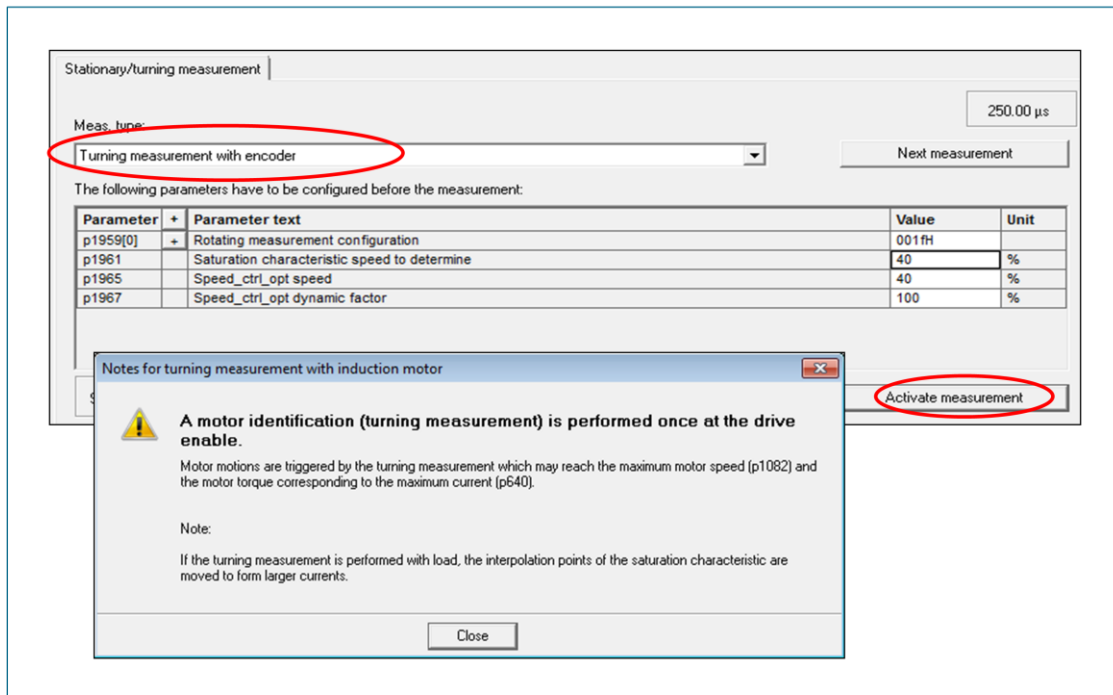 Stationary/turning measurement
250.00 µs
Meas. type:
Turning measurement with encoder
Next measurement
The following parameters have to be configured before the measurement:
Parameter + Parameter text Value Unit
p1959[0] + Rotating measurement configuration 001fH
p1961 Saturation characteristic speed to determine 40 %
p1965 Speed_ctrl_opt speed 40 %
p1967 Speed_ctrl_opt dynamic factor 100 %
Activate measurement
Notes for turning measurement with induction motor
A motor identification (turning measurement) is performed once at the drive
enable.
Motor motions are triggered by the turning measurement which may reach the maximum motor speed (p1082) and
the motor torque corresponding to the maximum current (p640).
Note:
If the turning measurement is performed with load, the interpolation points of the saturation characteristic are
moved to form larger currents.
Close